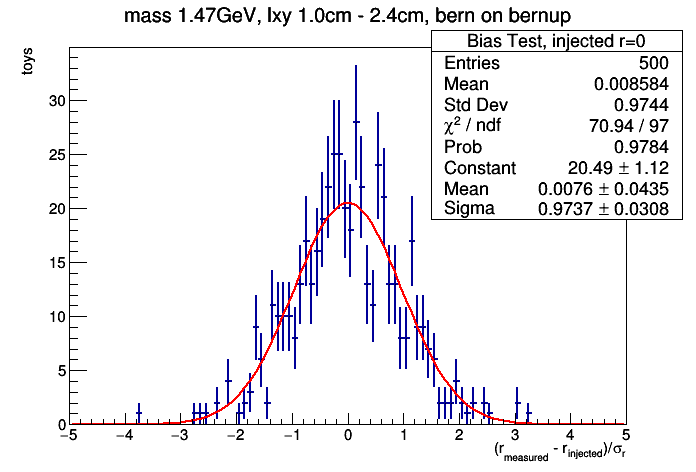 mass 1.47GeV, lxy 1.0cm - 2.4cm, bern on bernup
Bias Test, injected r=0
Entries 500
Mean 0.008584
Std Dev 0.9744
χ² / ndf 70.94 / 97
Prob 0.9784
Constant 20.49 ± 1.12
Mean 0.0076 ± 0.0435
Sigma 0.9737 ± 0.0308
toys
30
25
20
15
10
5
0
−5 −4 −3 −2 −1 0 1 2 3 4 5
(r_measured - r_injected)/σ_r